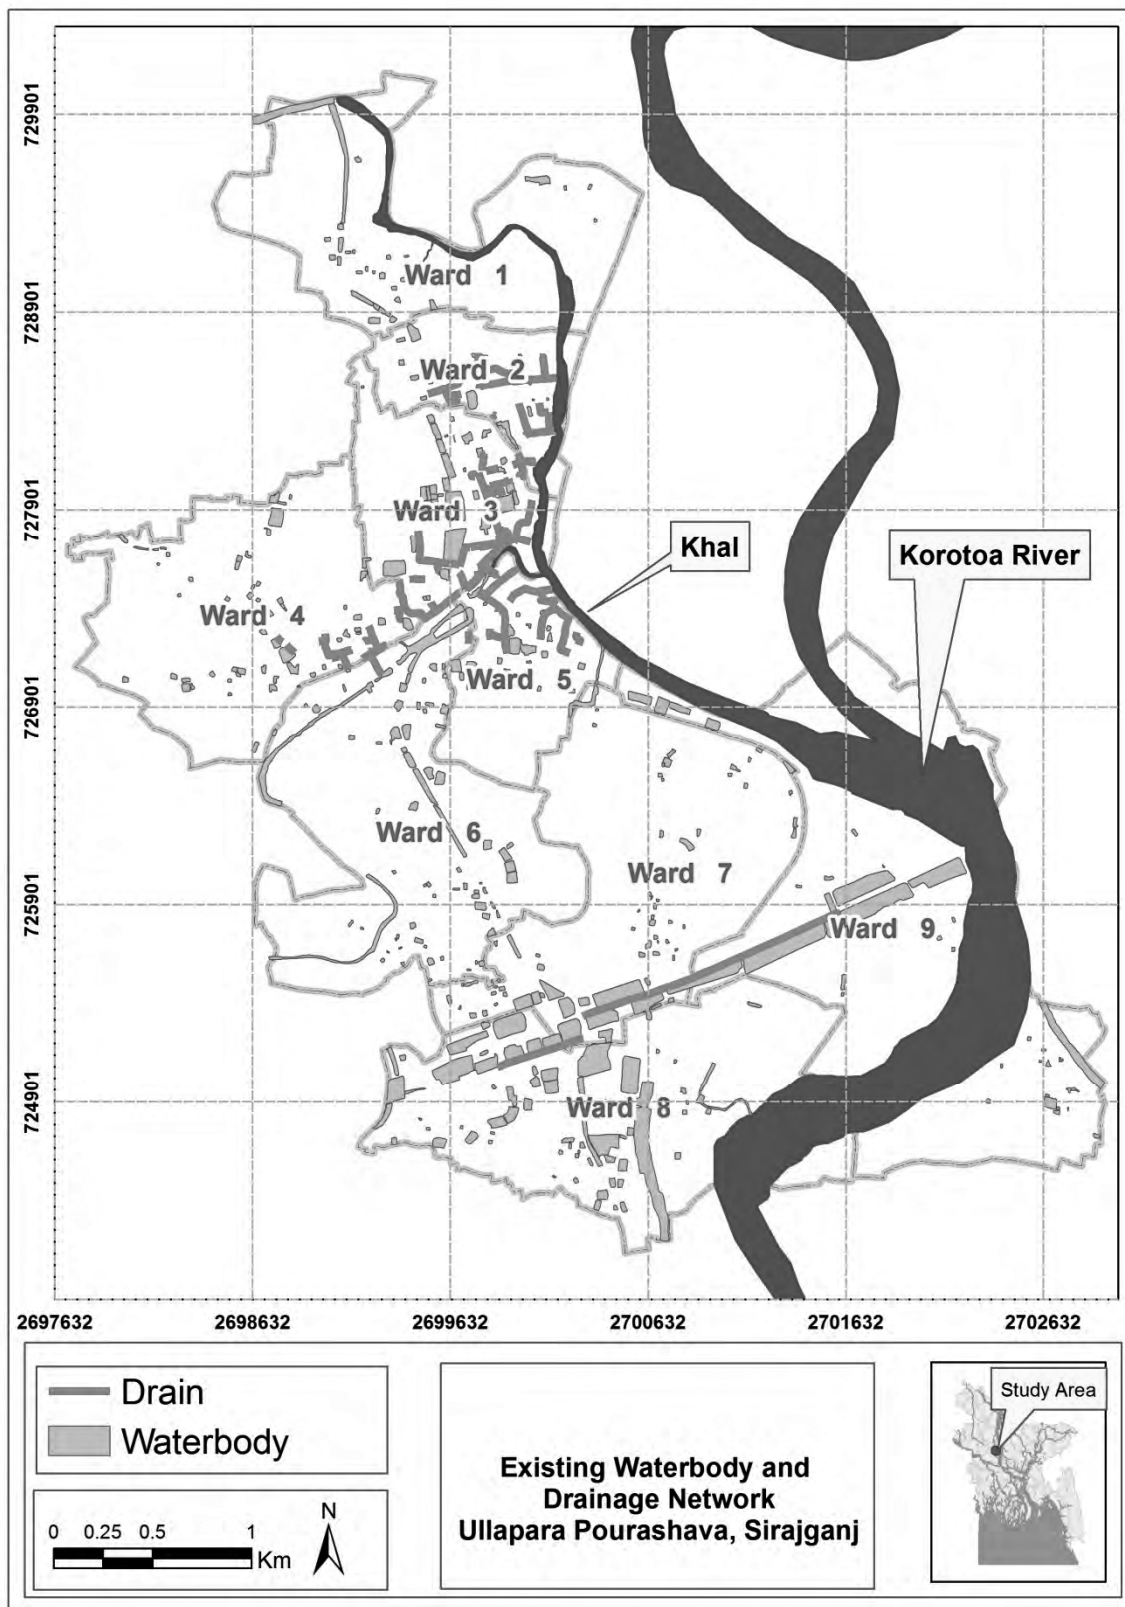 729901
728901
727901
726901
725901
724901
Ward 1
Ward 2
Ward 3
Khal
Korotoa River
Ward 4
Ward 5
Ward 6
Ward 7
Ward 9
Ward 8
2697632 2698632 2699632 2700632 2701632 2702632
Drain
Waterbody
0 0.25 0.5 1
Km
N
Existing Waterbody and
Drainage Network
Ullapara Pourashava, Sirajganj
Study Area